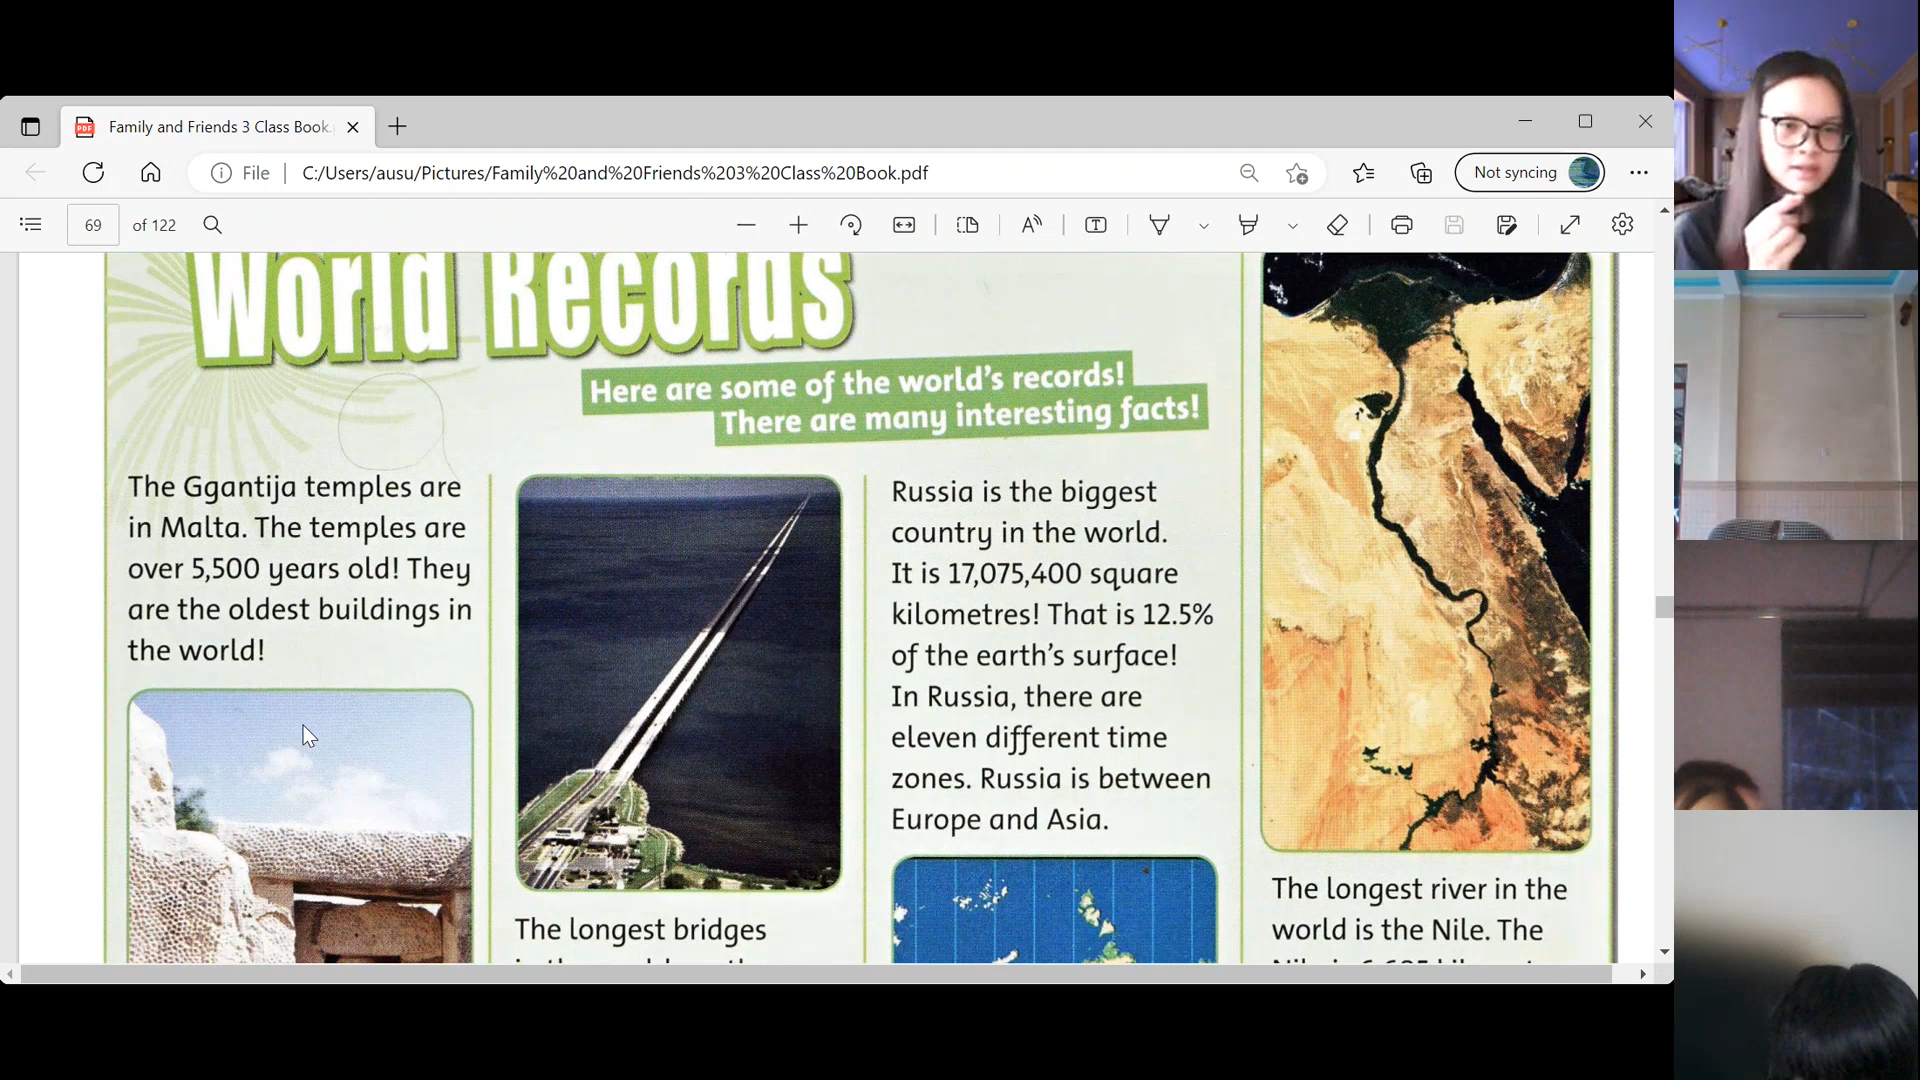 Family and Friends 3 Class Book.
File
C:/Users/ausu/Pictures/Family%20and%20Friends%203%20Class%20Book.pdf
Not syncing
69 of 122
World Records
Here are some of the world's records!
There are many interesting facts!
The Ggantija temples are
in Malta. The temples are
over 5,500 years old! They
are the oldest buildings in
the world!
The longest bridges
Russia is the biggest
country in the world.
It is 17,075,400 square
kilometres! That is 12.5%
of the earth's surface!
In Russia, there are
eleven different time
zones. Russia is between
Europe and Asia.
The longest river in the
world is the Nile. The